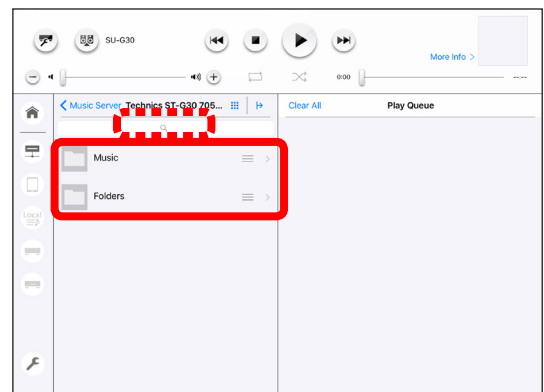 SU-G30
More Info >
0:00
--:--
Music Server Technics ST-G30 705...
Clear All
Play Queue
Music
Folders
Local